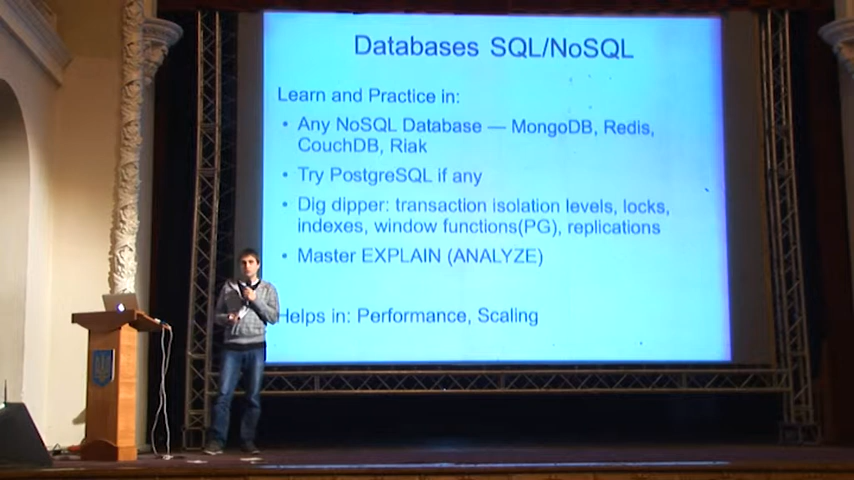 Databases SQL/NoSQL
Learn and Practice in:
• Any NoSQL Database — MongoDB, Redis,
CouchDB, Riak
• Try PostgreSQL if any
• Dig dipper: transaction isolation levels, locks,
indexes, window functions(PG), replications
• Master EXPLAIN (ANALYZE)
Helps in: Performance, Scaling